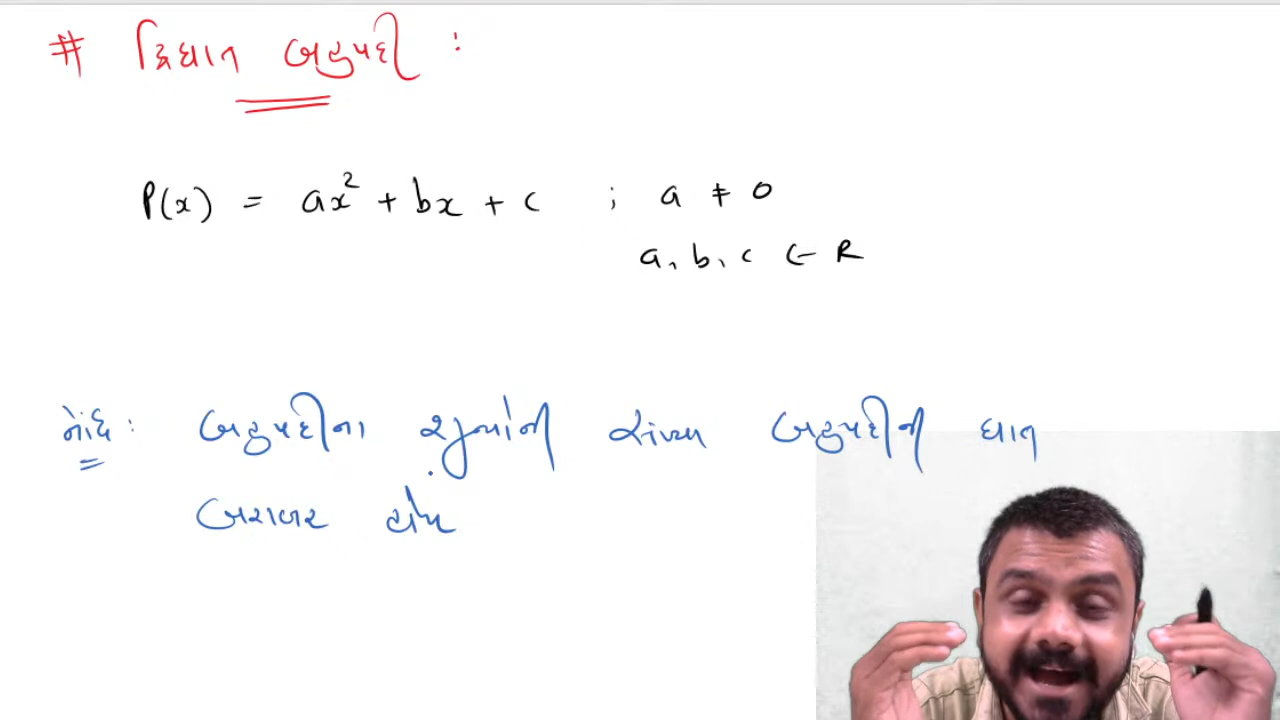 # દ્વિઘાત બહુપદી :
P(x) = ax² + bx + c ; a ≠ 0
a, b, c ∈ R
નોંધ : બહુપદીના શૂન્યોની સંખ્યા બહુપદીની ઘાત
બરાબર હોય